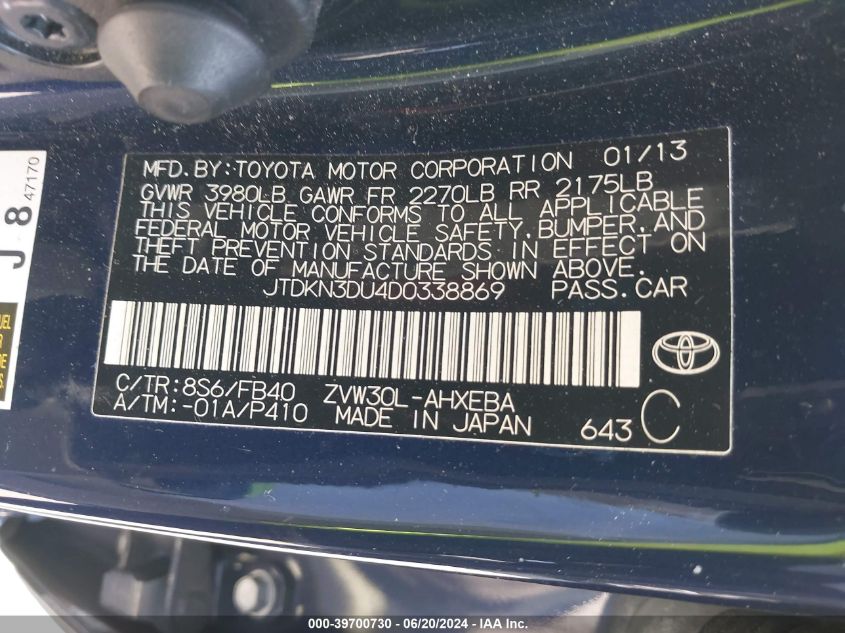 MFD.BY:TOYOTA MOTOR CORPORATION 01/13
GVWR 3980LB GAWR FR 2270LB RR 2175LB
THIS VEHICLE CONFORMS TO ALL APPLICABLE
FEDERAL MOTOR VEHICLE SAFETY,BUMPER,AND
THEFT PREVENTION STANDARDS IN EFFECT ON
THE DATE OF MANUFACTURE SHOWN ABOVE.
JTDKN3DU4D0338869 PASS.CAR
C/TR:8S6/FB40 ZVW30L-AHXEBA
A/TM:-01A/P410 MADE IN JAPAN 643 C
J 8 47170
000-39700730 - 06/20/2024 - IAA Inc.